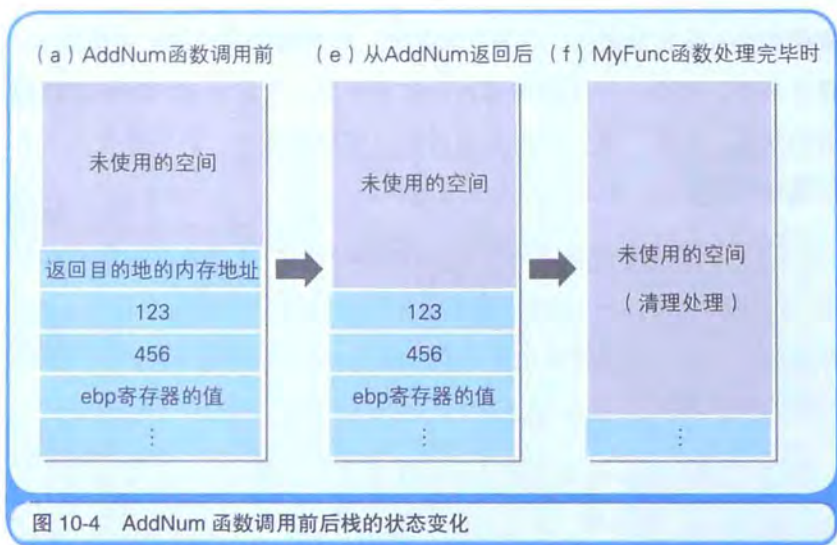 (a)AddNum函数调用前
未使用的空间
返回目的地的内存地址
123
456
ebp寄存器的值
⋮
(e)从AddNum返回后
未使用的空间
123
456
ebp寄存器的值
⋮
(f)MyFunc函数处理完毕时
未使用的空间
(清理处理)
⋮
图 10-4 AddNum 函数调用前后栈的状态变化